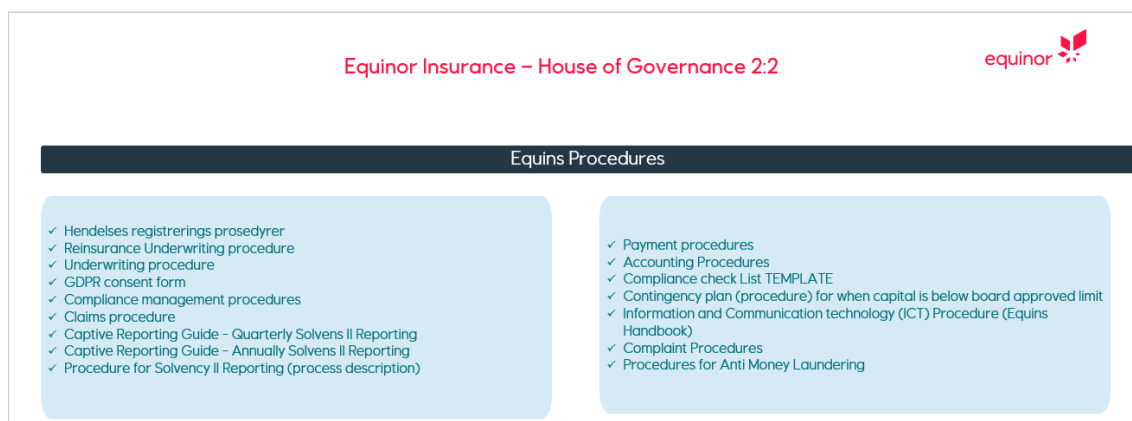 Equinor Insurance – House of Governance 2:2
equinor
Equins Procedures
✓ Hendelses registrerings prosedyrer
✓ Reinsurance Underwriting procedure
✓ Underwriting procedure
✓ GDPR consent form
✓ Compliance management procedures
✓ Claims procedure
✓ Captive Reporting Guide - Quarterly Solvens II Reporting
✓ Captive Reporting Guide - Annually Solvens II Reporting
✓ Procedure for Solvency II Reporting (process description)
✓ Payment procedures
✓ Accounting Procedures
✓ Compliance check List TEMPLATE
✓ Contingency plan (procedure) for when capital is below board approved limit
✓ Information and Communication technology (ICT) Procedure (Equins
Handbook)
✓ Complaint Procedures
✓ Procedures for Anti Money Laundering